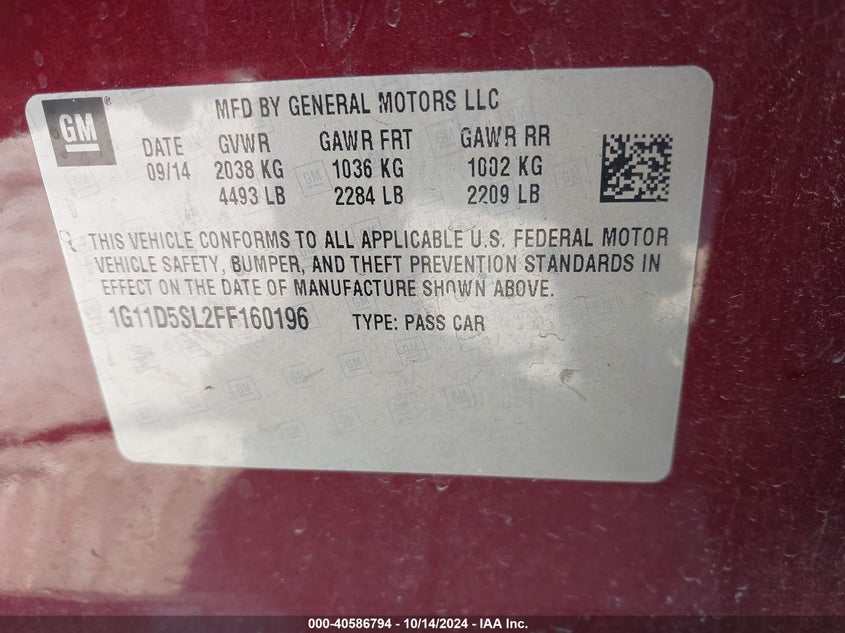 GM
MFD BY GENERAL MOTORS LLC
DATE GVWR GAWR FRT GAWR RR
09/14 2038 KG 1036 KG 1002 KG
4493 LB 2284 LB 2209 LB
THIS VEHICLE CONFORMS TO ALL APPLICABLE U.S. FEDERAL MOTOR
VEHICLE SAFETY, BUMPER, AND THEFT PREVENTION STANDARDS IN
EFFECT ON THE DATE OF MANUFACTURE SHOWN ABOVE.
1G11D5SL2FF160196 TYPE: PASS CAR
000-40586794 - 10/14/2024 - IAA Inc.